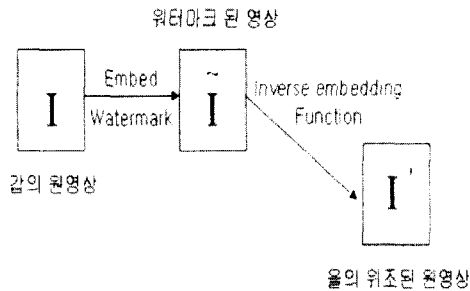 워터마크 된 영상
Embed
Watermark
I
~
I
Inverse embedding
Function
갑의 원영상
I '
을의 위조된 원영상